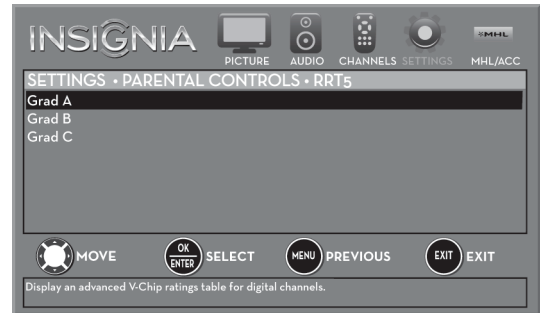 INSIGNIA
PICTURE AUDIO CHANNELS SETTINGS MHL/ACC
MHL
SETTINGS • PARENTAL CONTROLS • RRT5
Grad A
Grad B
Grad C
MOVE OK ENTER SELECT MENU PREVIOUS EXIT EXIT
Display an advanced V-Chip ratings table for digital channels.